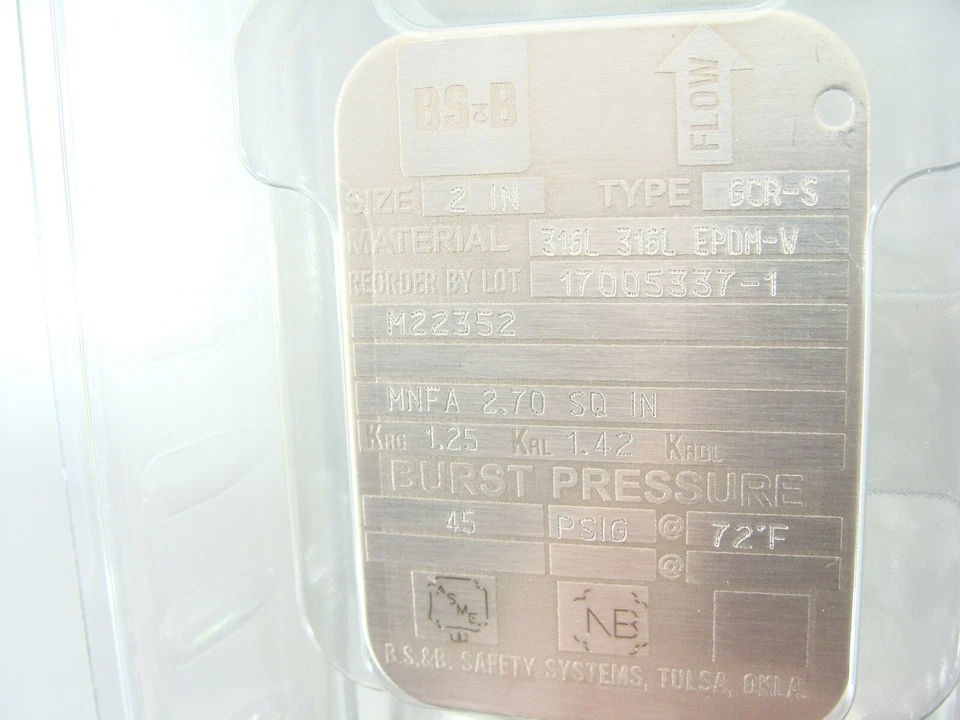 BS&B
FLOW
SIZE 2 IN TYPE GCR-S
MATERIAL 316L 316L EPDM-W
REORDER BY LOT 17005337-1
M22352
MNFA 2.70 SQ IN
KRG 1.25 KRL 1.42 KRGL
BURST PRESSURE
45 PSIG @ 72°F
@
ASME NB
B.S.&B. SAFETY SYSTEMS, TULSA, OKLA.